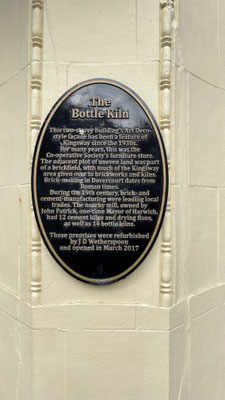 The
Bottle Kiln
This two-storey building's Art Deco-
style façade has been a feature of
Kingsway since the 1930s.
For many years, this was the
Co-operative Society's furniture store.
The adjacent plot of uneven land was part
of a brickfield, with much of the Kingsway
area given over to brickworks and kilns.
Brick-making in Dovercourt dates from
Roman times.
During the 19th century, brick- and
cement-manufacturing were leading local
trades. The nearby mill, owned by
John Patrick, one-time Mayor of Harwich,
had 12 cement kilns and drying flues,
as well as 14 bottle kilns.
These premises were refurbished
by J D Wetherspoon
and opened in March 2017